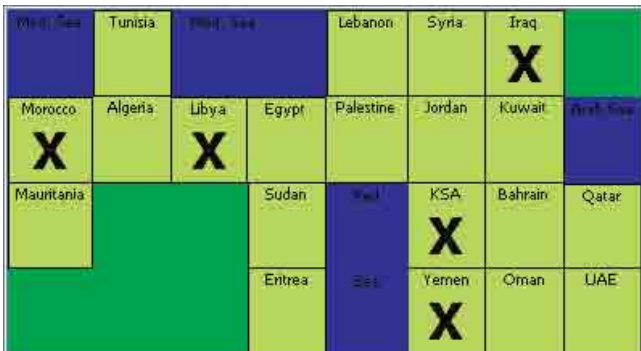 Med. Sea Tunisia Med. Sea Lebanon Syria Iraq
X
Morocco Algeria Libya Egypt Palestine Jordan Kuwait Arab Sea
X X
Mauritania Sudan Red KSA Bahrain Qatar
X
Eritrea Sea Yemen Oman UAE
X